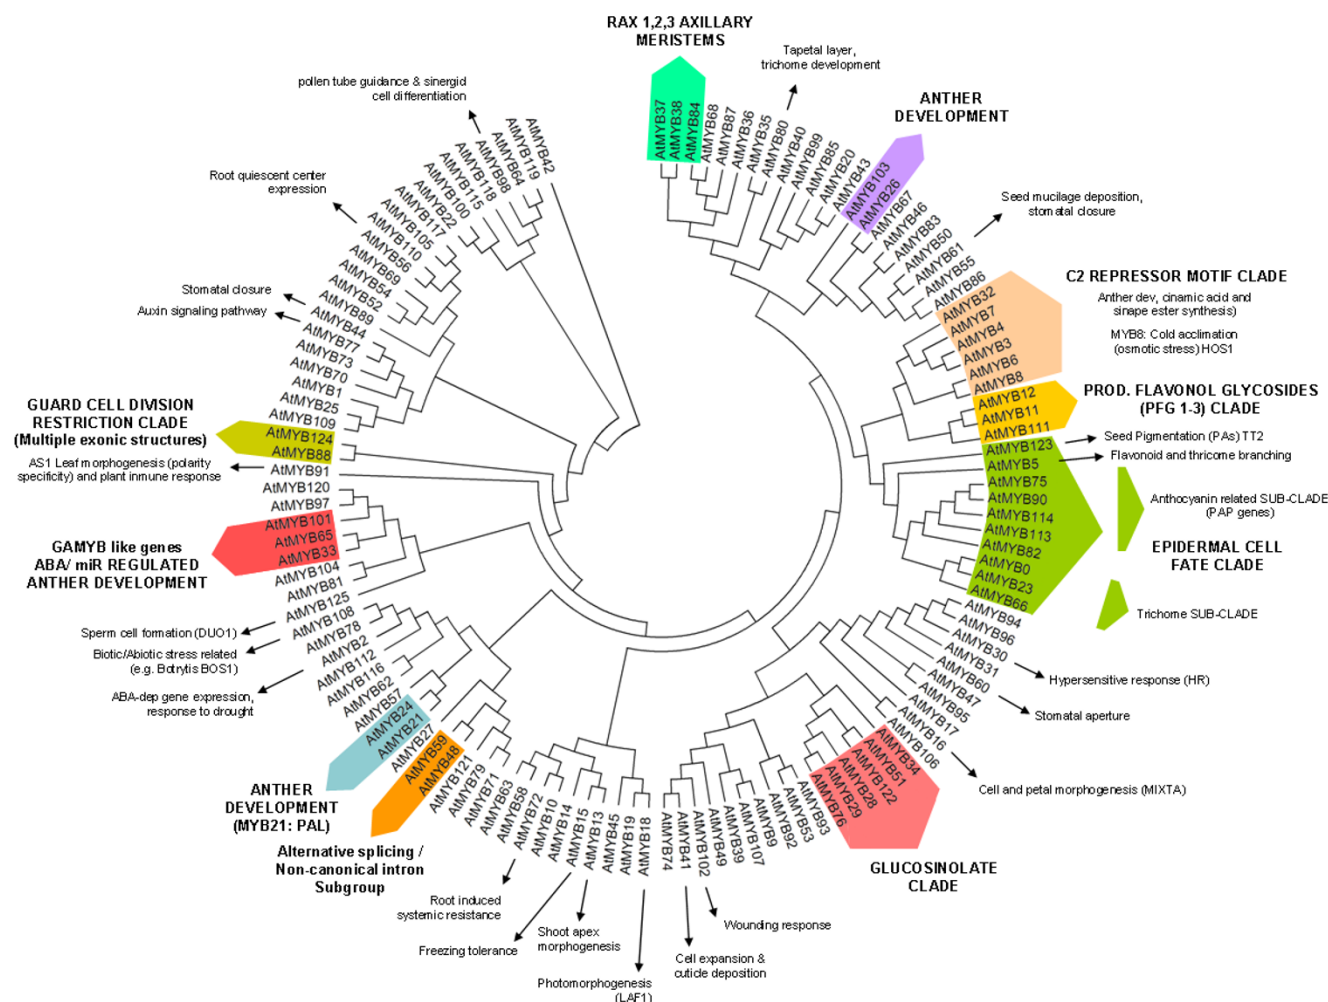 RAX 1,2,3 AXILLARY
MERISTEMS
Tapetal layer,
trichome development
pollen tube guidance & sinergid
cell differentiation
ANTHER
DEVELOPMENT
Root quiescent center
expression
Seed mucilage deposition,
stomatal closure
C2 REPRESSOR MOTIF CLADE
Anther dev, cinamic acid and
sinape ester synthesis)
MYB8: Cold acclimation
(osmotic stress) HOS1
Stomatal closure
Auxin signaling pathway
PROD. FLAVONOL GLYCOSIDES
(PFG 1-3) CLADE
GUARD CELL DIVISION
RESTRICTION CLADE
(Multiple exonic structures)
Seed Pigmentation (PAs) TT2
Flavonoid and thricome branching
AS1 Leaf morphogenesis (polarity
specificity) and plant inmune response
Anthocyanin related SUB-CLADE
(PAP genes)
EPIDERMAL CELL
FATE CLADE
GAMYB like genes
ABA/ miR REGULATED
ANTHER DEVELOPMENT
Trichome SUB-CLADE
Sperm cell formation (DUO1)
Biotic/Abiotic stress related
(e.g. Botrytis BOS1)
ABA-dep gene expression,
response to drought
Hypersensitive response (HR)
Stomatal aperture
Cell and petal morphogenesis (MIXTA)
ANTHER
DEVELOPMENT
(MYB21: PAL)
Alternative splicing /
Non-canonical intron
Subgroup
GLUCOSINOLATE
CLADE
Root induced
systemic resistance
Freezing tolerance
Shoot apex
morphogenesis
Photomorphogenesis
(LAF1)
Cell expansion &
cuticle deposition
Wounding response
AtMYB37
AtMYB38
AtMYB84
AtMYB68
AtMYB87
AtMYB36
AtMYB35
AtMYB80
AtMYB40
AtMYB99
AtMYB85
AtMYB20
AtMYB43
AtMYB103
AtMYB26
AtMYB67
AtMYB46
AtMYB83
AtMYB50
AtMYB61
AtMYB55
AtMYB86
AtMYB32
AtMYB7
AtMYB4
AtMYB3
AtMYB6
AtMYB8
AtMYB12
AtMYB11
AtMYB111
AtMYB123
AtMYB5
AtMYB75
AtMYB90
AtMYB114
AtMYB113
AtMYB82
AtMYB0
AtMYB23
AtMYB66
AtMYB94
AtMYB96
AtMYB30
AtMYB31
AtMYB60
AtMYB47
AtMYB95
AtMYB17
AtMYB16
AtMYB106
AtMYB34
AtMYB51
AtMYB122
AtMYB28
AtMYB29
AtMYB76
AtMYB93
AtMYB53
AtMYB92
AtMYB9
AtMYB107
AtMYB39
AtMYB49
AtMYB102
AtMYB41
AtMYB74
AtMYB18
AtMYB19
AtMYB45
AtMYB13
AtMYB15
AtMYB14
AtMYB10
AtMYB72
AtMYB58
AtMYB63
AtMYB71
AtMYB79
AtMYB121
AtMYB48
AtMYB59
AtMYB27
AtMYB21
AtMYB24
AtMYB57
AtMYB62
AtMYB116
AtMYB112
AtMYB2
AtMYB78
AtMYB108
AtMYB125
AtMYB81
AtMYB104
AtMYB33
AtMYB65
AtMYB101
AtMYB97
AtMYB120
AtMYB91
AtMYB88
AtMYB124
AtMYB109
AtMYB25
AtMYB1
AtMYB70
AtMYB73
AtMYB77
AtMYB44
AtMYB89
AtMYB52
AtMYB54
AtMYB69
AtMYB56
AtMYB110
AtMYB105
AtMYB117
AtMYB22
AtMYB100
AtMYB115
AtMYB118
AtMYB98
AtMYB64
AtMYB119
AtMYB42